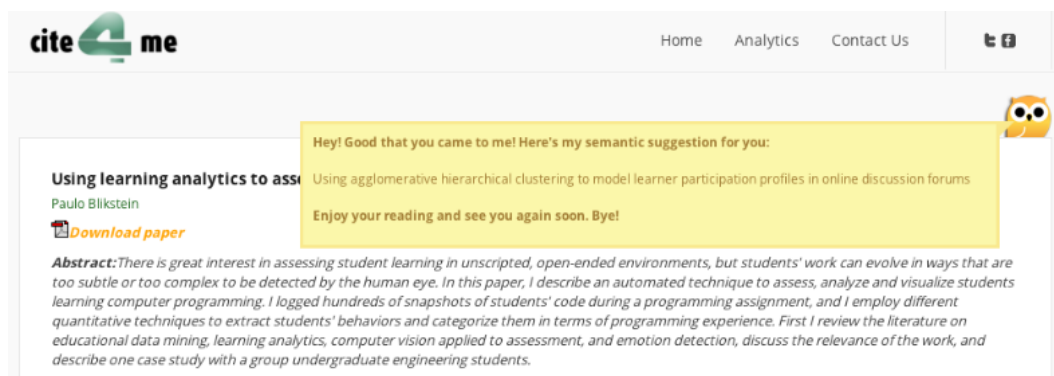 cite 4 me
Home Analytics Contact Us
Hey! Good that you came to me! Here's my semantic suggestion for you:
Using learning analytics to asse
Using agglomerative hierarchical clustering to model learner participation profiles in online discussion forums
Paulo Blikstein
Enjoy your reading and see you again soon. Bye!
Download paper
Abstract:There is great interest in assessing student learning in unscripted, open-ended environments, but students' work can evolve in ways that are
too subtle or too complex to be detected by the human eye. In this paper, I describe an automated technique to assess, analyze and visualize students
learning computer programming. I logged hundreds of snapshots of students' code during a programming assignment, and I employ different
quantitative techniques to extract students' behaviors and categorize them in terms of programming experience. First I review the literature on
educational data mining, learning analytics, computer vision applied to assessment, and emotion detection, discuss the relevance of the work, and
describe one case study with a group undergraduate engineering students.